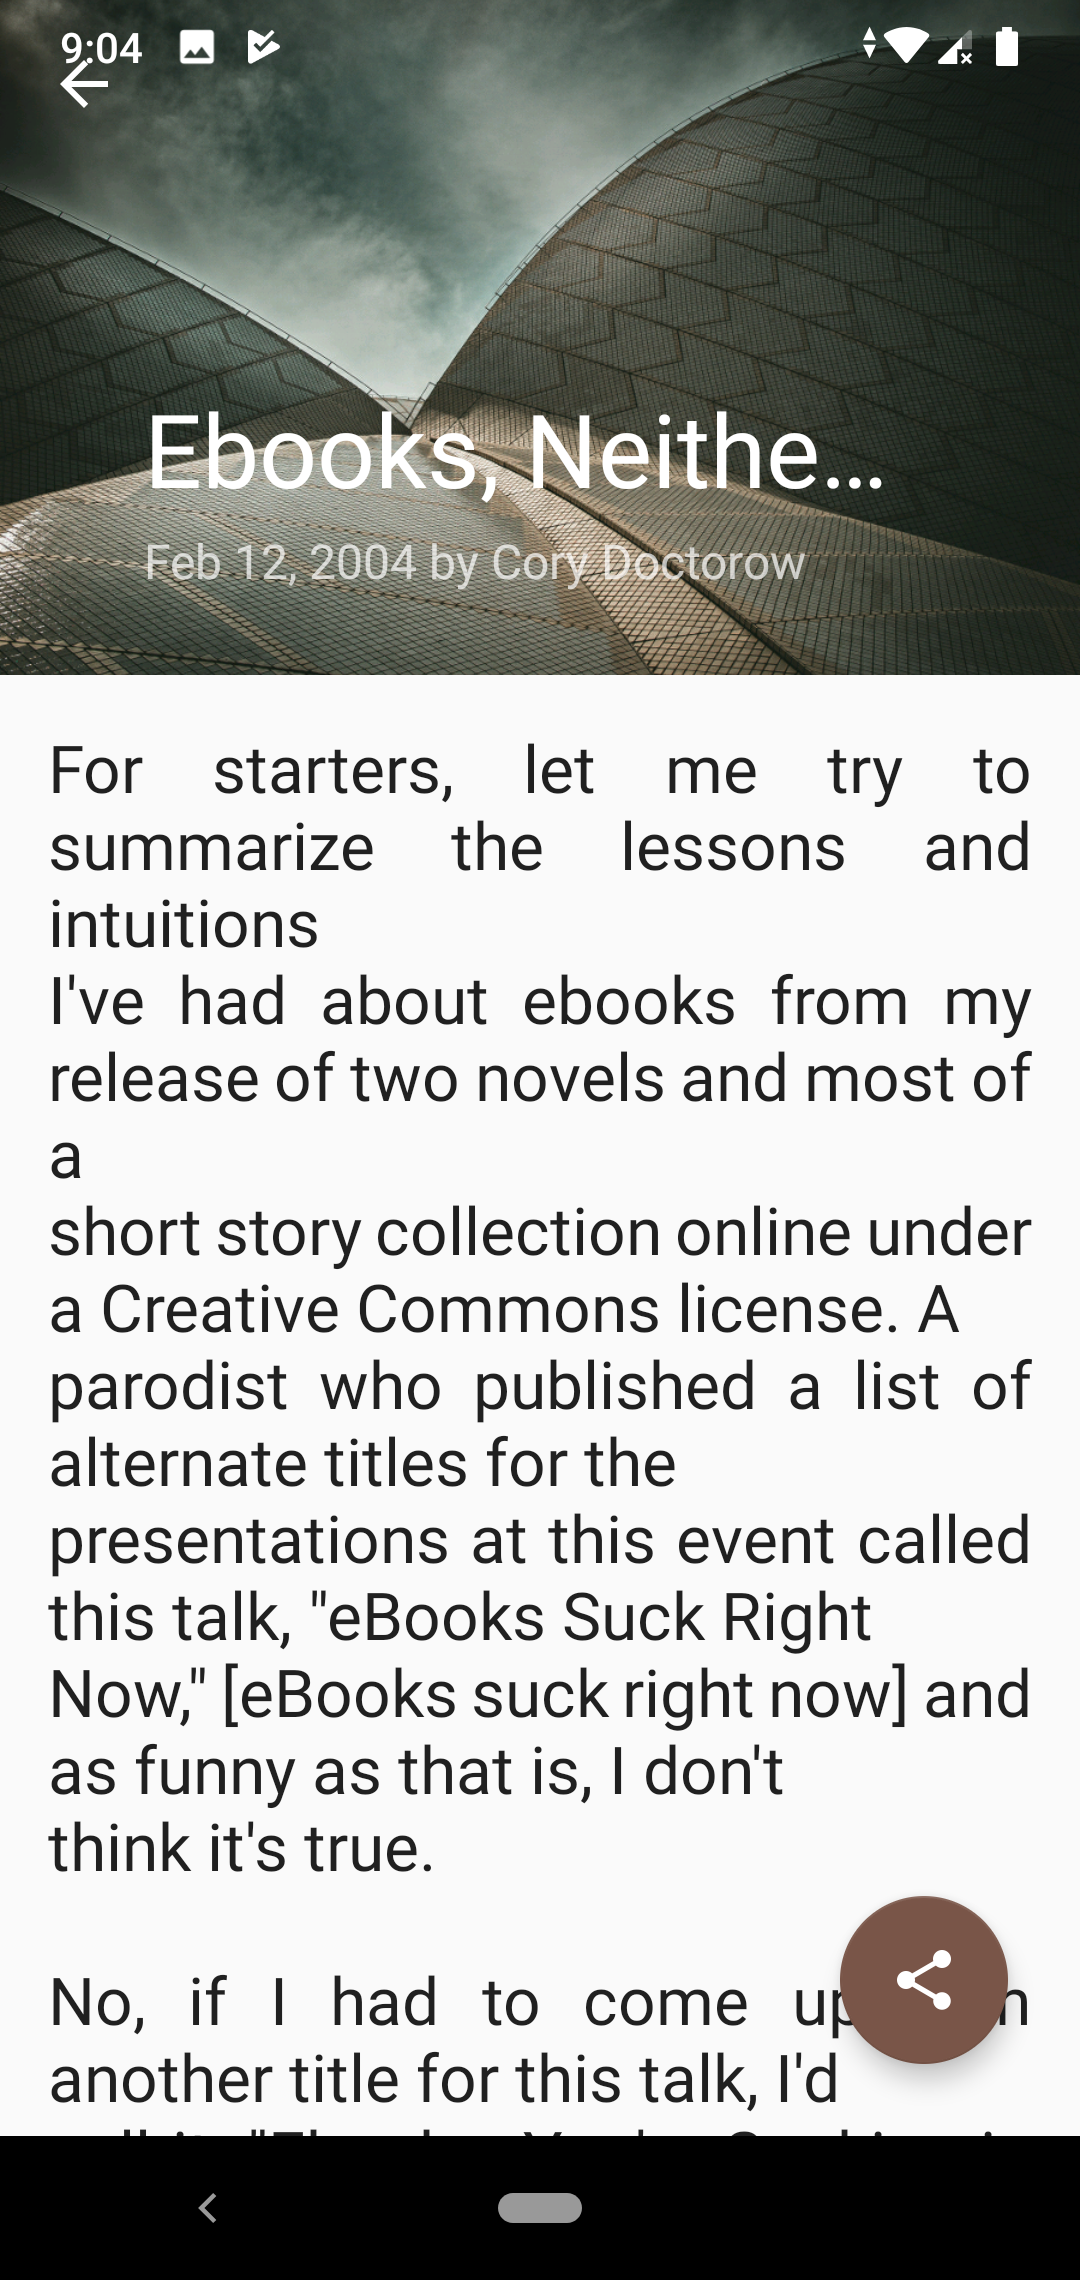 9:04
Ebooks, Neithe...
Feb 12, 2004 by Cory Doctorow
For starters, let me try to
summarize the lessons and
intuitions
I've had about ebooks from my
release of two novels and most of
a
short story collection online under
a Creative Commons license. A
parodist who published a list of
alternate titles for the
presentations at this event called
this talk, "eBooks Suck Right
Now," [eBooks suck right now] and
as funny as that is, I don't
think it's true.
No, if I had to come up
another title for this talk, I'd